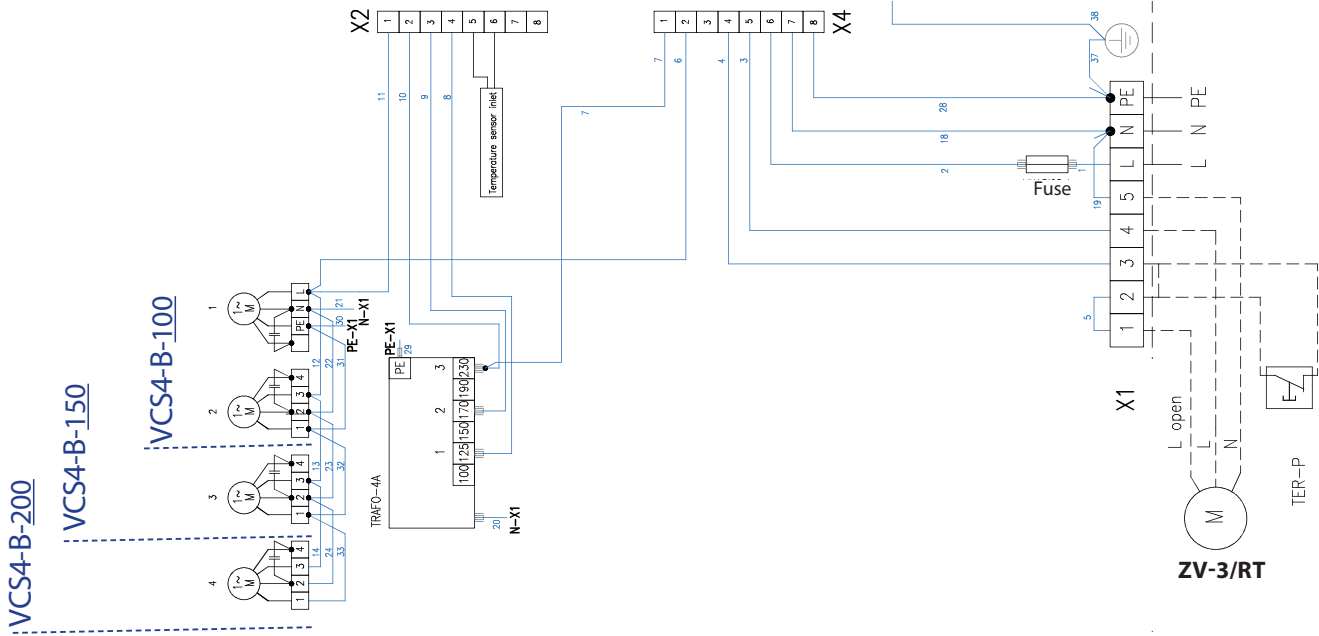 X2
1 2 3 4 5 6 7 8
11 10 9 8
Temperature sensor inlet
X4
1 2 3 4 5 6 7 8
7 6 4 3
7
28
18
2
1
Fuse
19
37
38
PE
N
L
5
4
3
2
1
PE
N
L
5
X1
L open
L
N
M
ZV-3/RT
TER-P
VCS4-B-100
VCS4-B-150
VCS4-B-200
1
1~
M
PE N L
21
30
N-X1
PE-X1
12 22 31
2
1~
M
1 2 3 4
13 23 32
3
1~
M
1 2 3 4
14 24 33
4
1~
M
1 2 3 4
PE-X1
29
PE
TRAFO-4A
1 2 3
100 125 150 170 190 230
20
N-X1